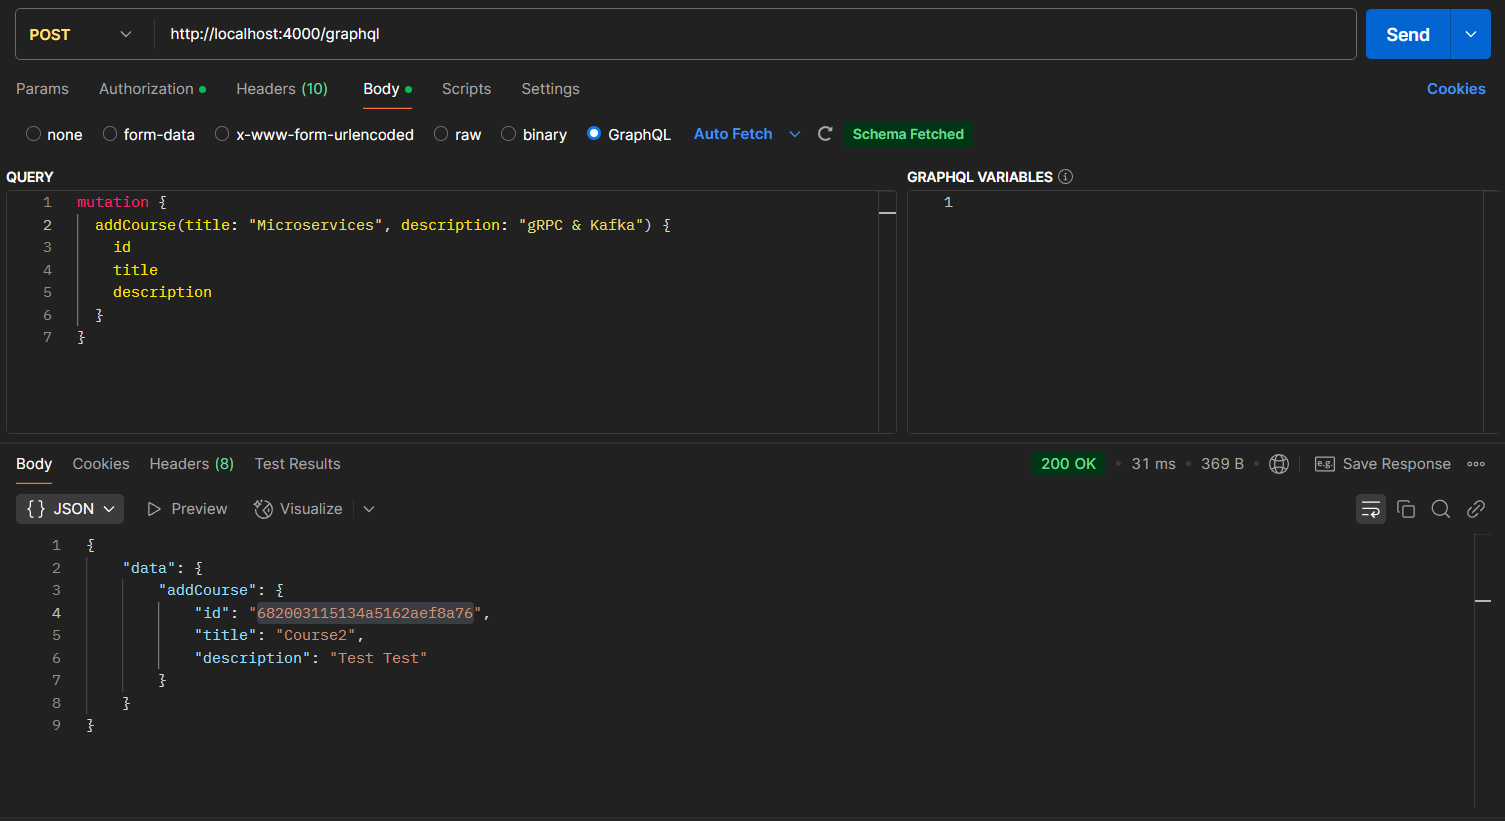 POST http://localhost:4000/graphql Send
Params Authorization Headers (10) Body Scripts Settings Cookies
none form-data x-www-form-urlencoded raw binary GraphQL Auto Fetch Schema Fetched
QUERY
1 mutation {
2 addCourse(title: "Microservices", description: "gRPC & Kafka") {
3 id
4 title
5 description
6 }
7 }
GRAPHQL VARIABLES
1
Body Cookies Headers (8) Test Results 200 OK • 31 ms • 369 B • e.g. Save Response
{} JSON Preview Visualize
1 {
2 "data": {
3 "addCourse": {
4 "id": "682003115134a5162aef8a76",
5 "title": "Course2",
6 "description": "Test Test"
7 }
8 }
9 }